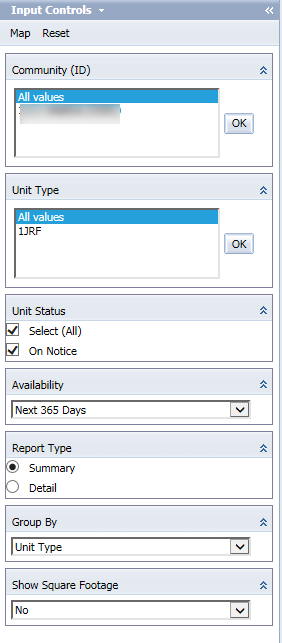 Input Controls
Map Reset
Community (ID)
All values
OK
Unit Type
All values
1JRF
OK
Unit Status
Select (All)
On Notice
Availability
Next 365 Days
Report Type
Summary
Detail
Group By
Unit Type
Show Square Footage
No